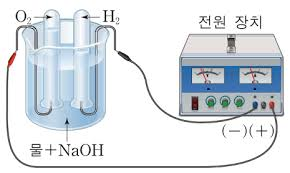 O₂ H₂
전원 장치
(−)(+)
물+NaOH